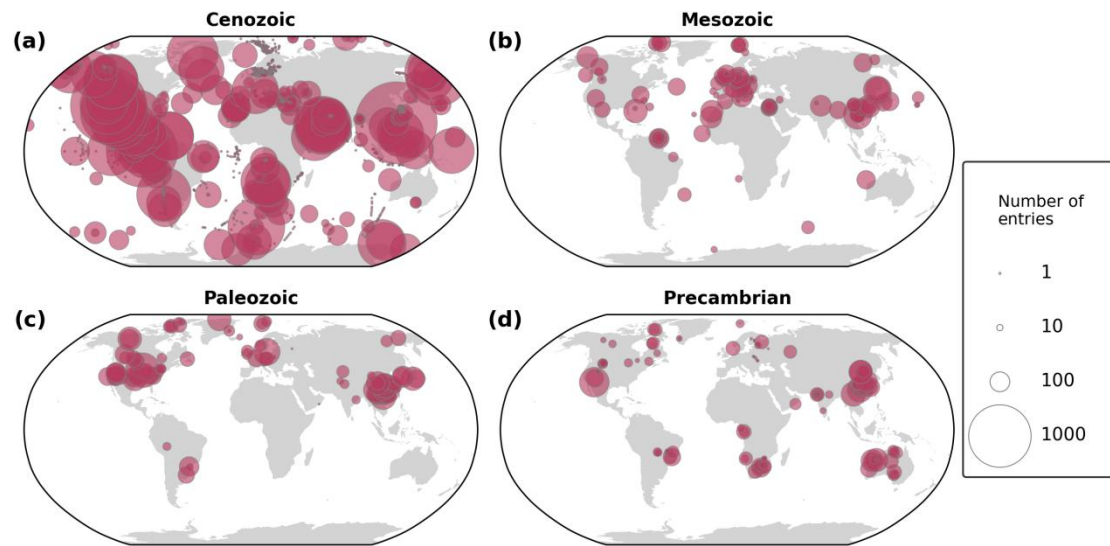 Cenozoic
(a)
Mesozoic
(b)
Paleozoic
(c)
Precambrian
(d)
Number of
entries
1
10
100
1000